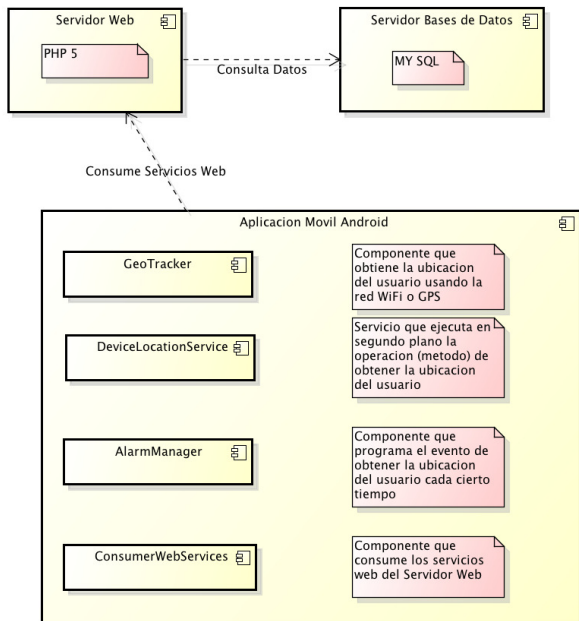 Servidor Web
PHP 5
Servidor Bases de Datos
MY SQL
Consulta Datos
Consume Servicios Web
Aplicacion Movil Android
GeoTracker
Componente que
obtiene la ubicacion
del usuario usando la
red WiFi o GPS
DeviceLocationService
Servicio que ejecuta en
segundo plano la
operacion (metodo) de
obtener la ubicacion
del usuario
AlarmManager
Componente que
programa el evento de
obtener la ubicacion
del usuario cada cierto
tiempo
ConsumerWebServices
Componente que
consume los servicios
web del Servidor Web